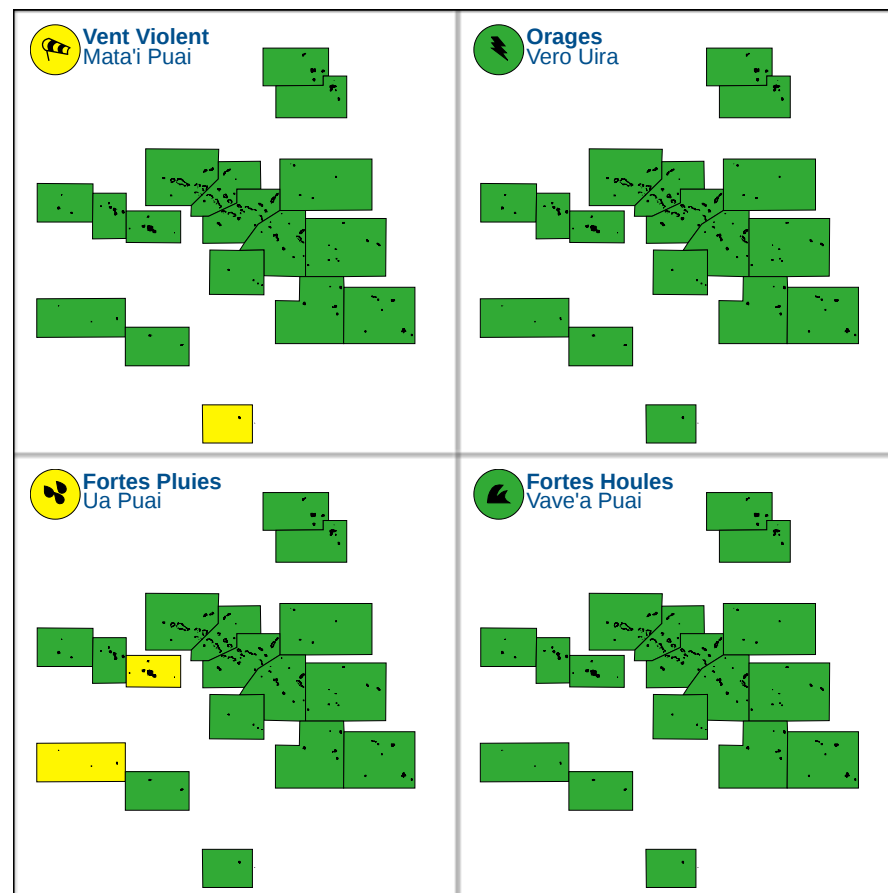 Vent Violent
Mata'i Puai
Orages
Vero Uira
Fortes Pluies
Ua Puai
Fortes Houles
Vave'a Puai